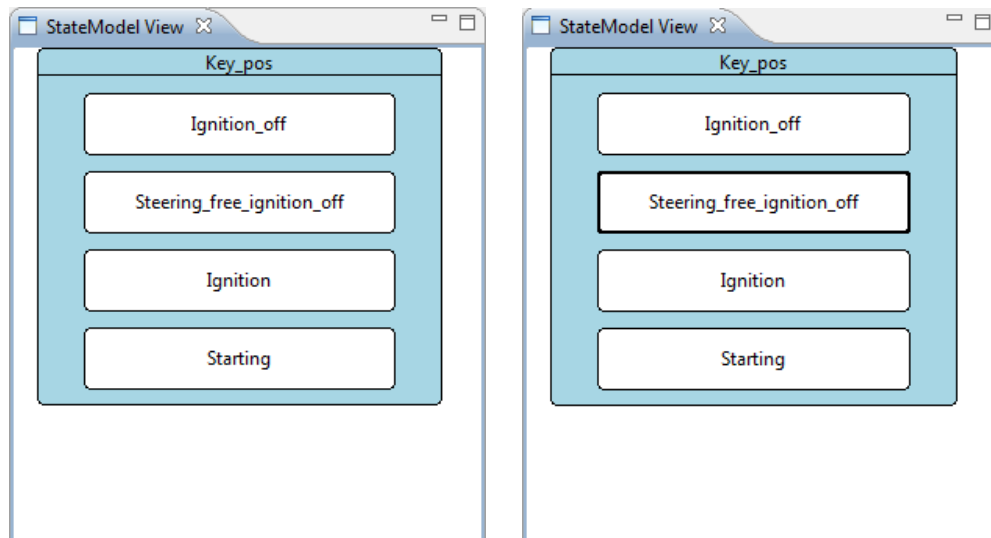 StateModel View
Key_pos
Ignition_off
Steering_free_ignition_off
Ignition
Starting
StateModel View
Key_pos
Ignition_off
Steering_free_ignition_off
Ignition
Starting